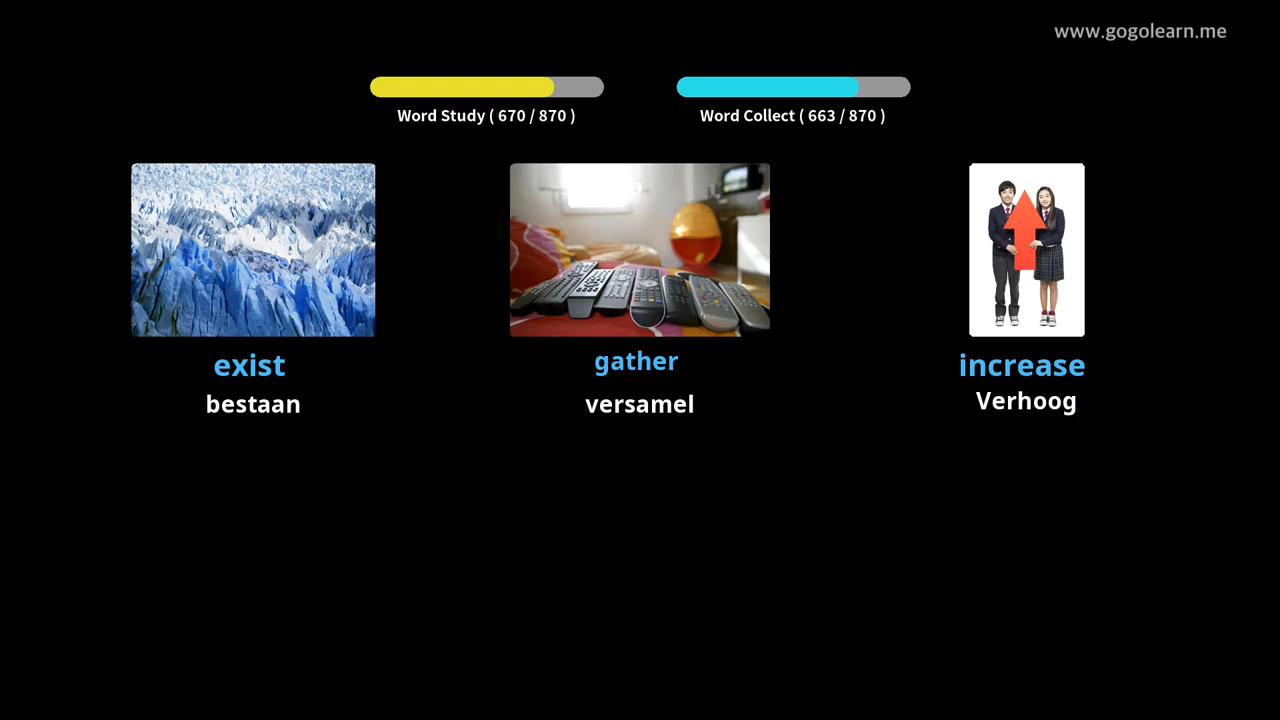 www.gogolearn.me
Word Study ( 670 / 870 )
Word Collect ( 663 / 870 )
exist
bestaan
gather
versamel
increase
Verhoog